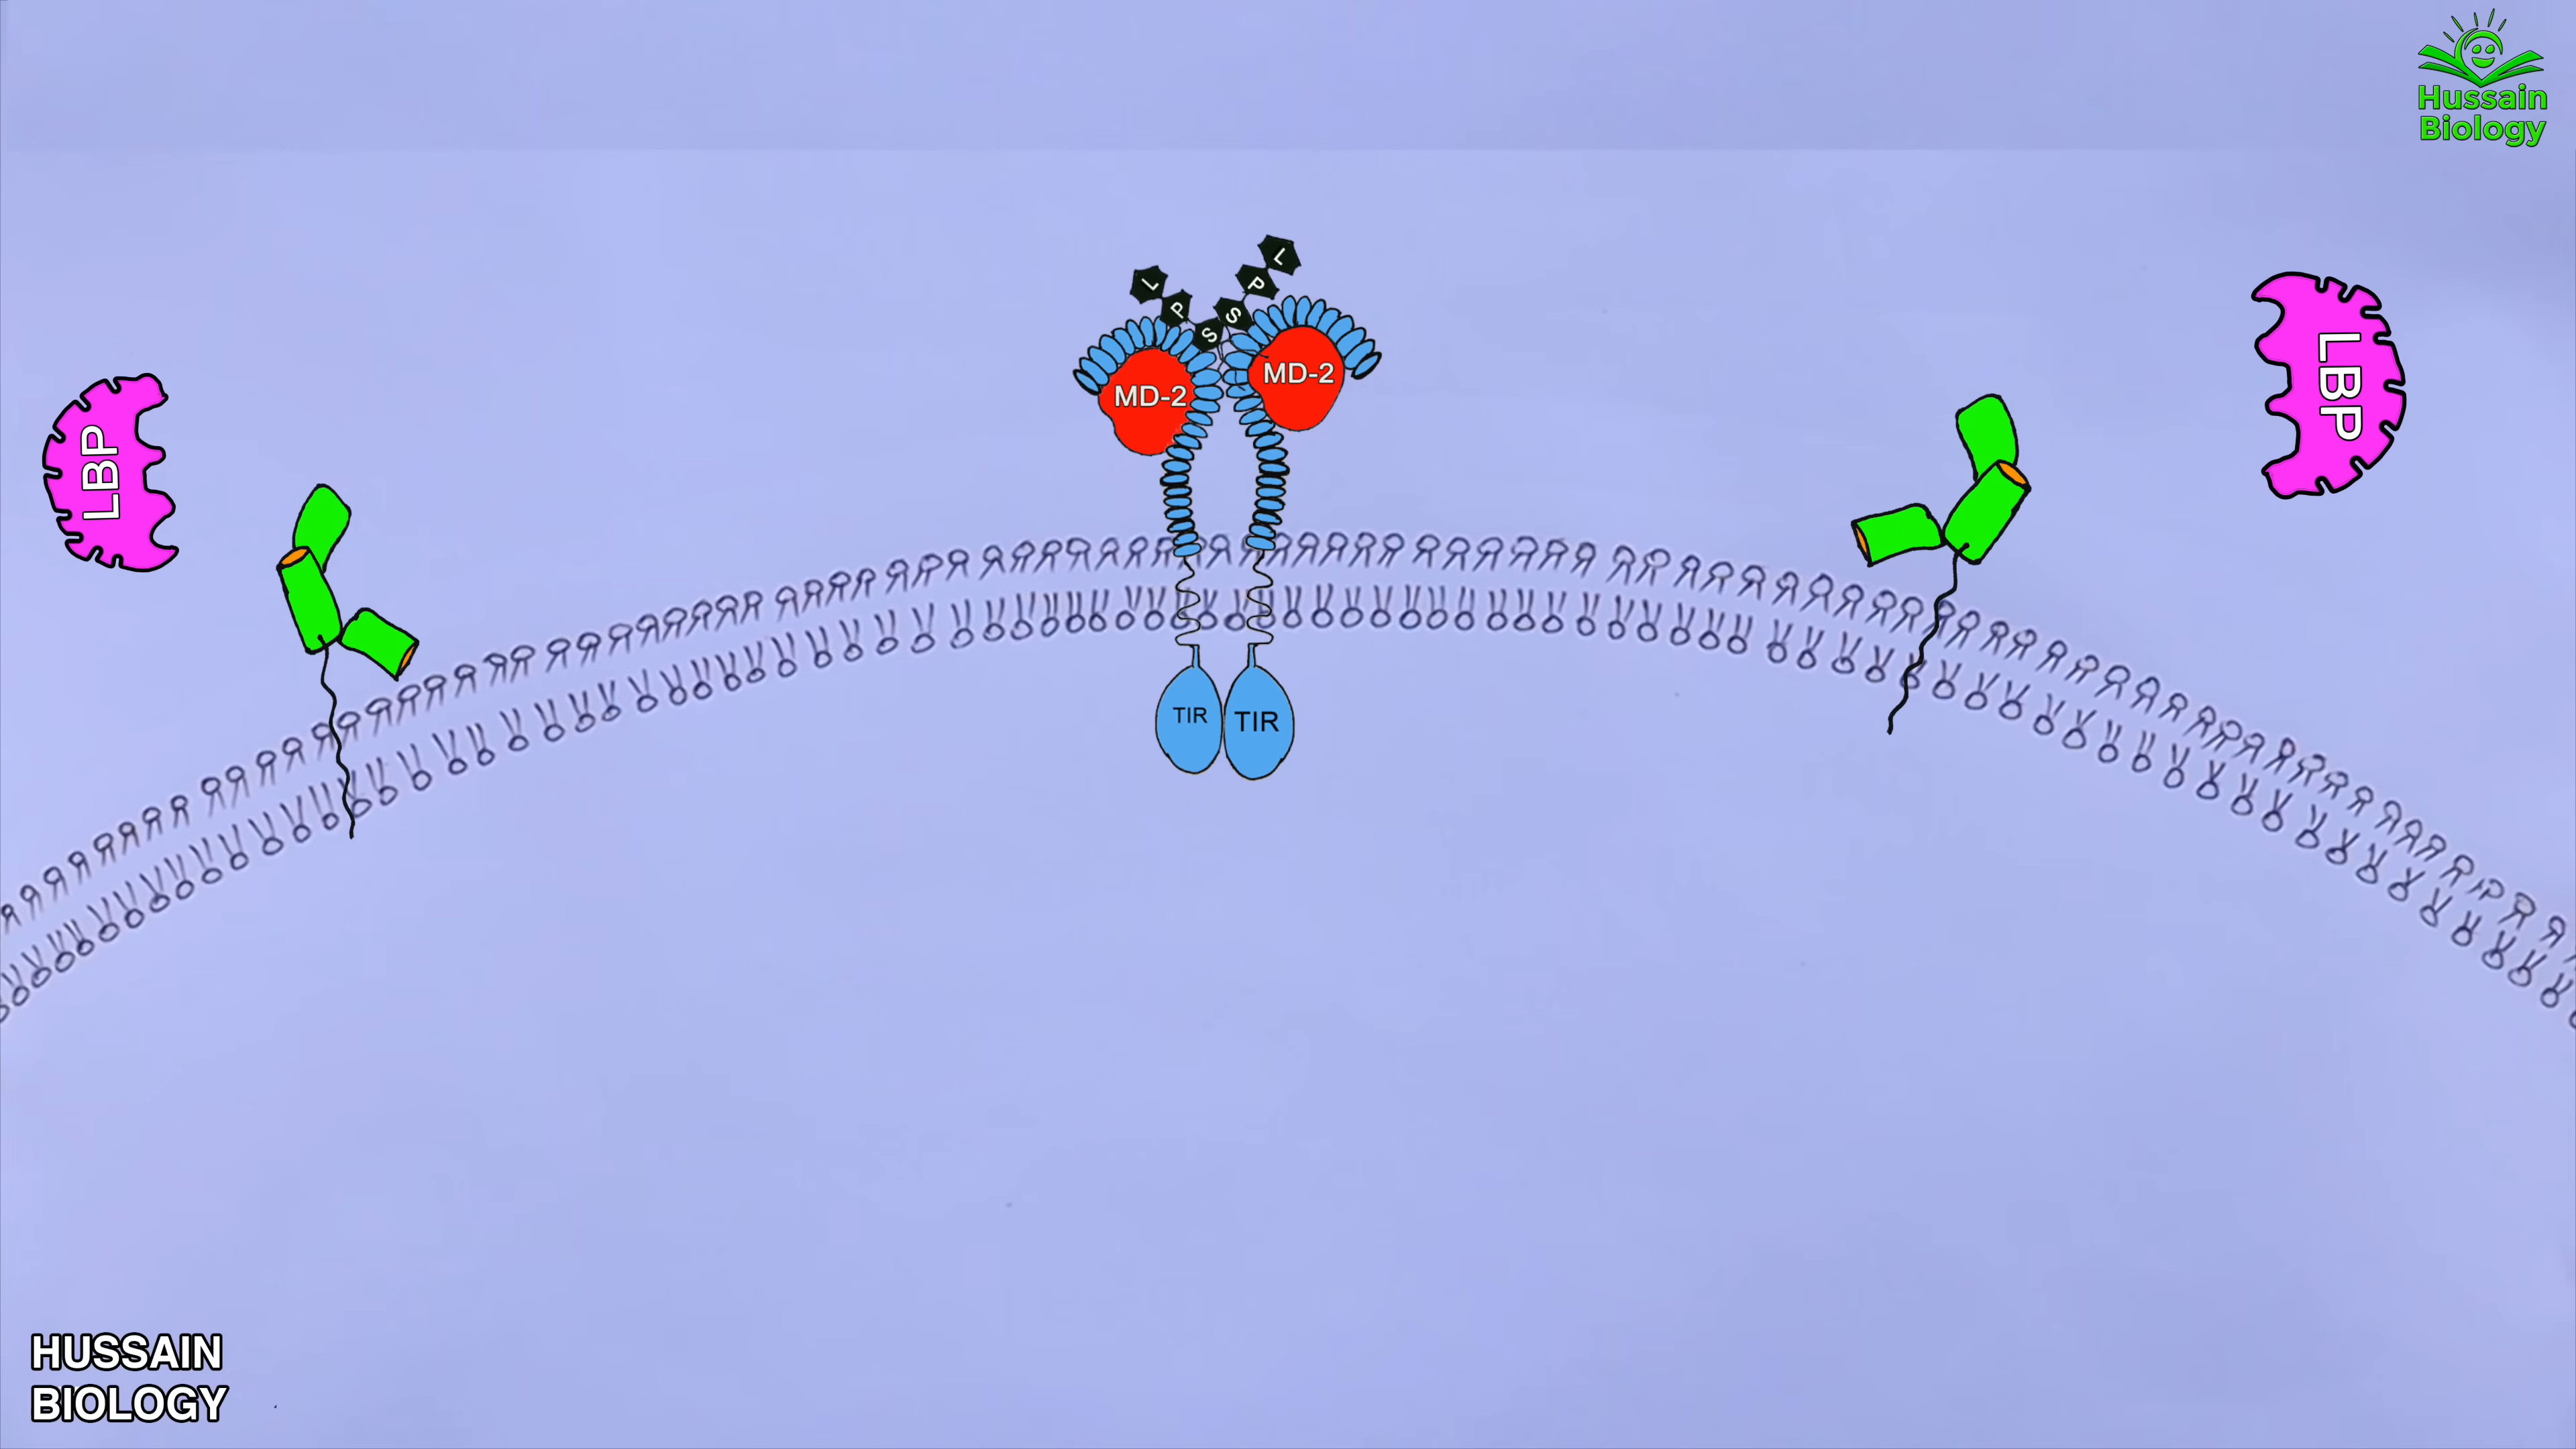 Hussain
Biology
L
P
S
L
P
S
MD-2
MD-2
LBP
LBP
TIR
TIR
HUSSAIN
BIOLOGY